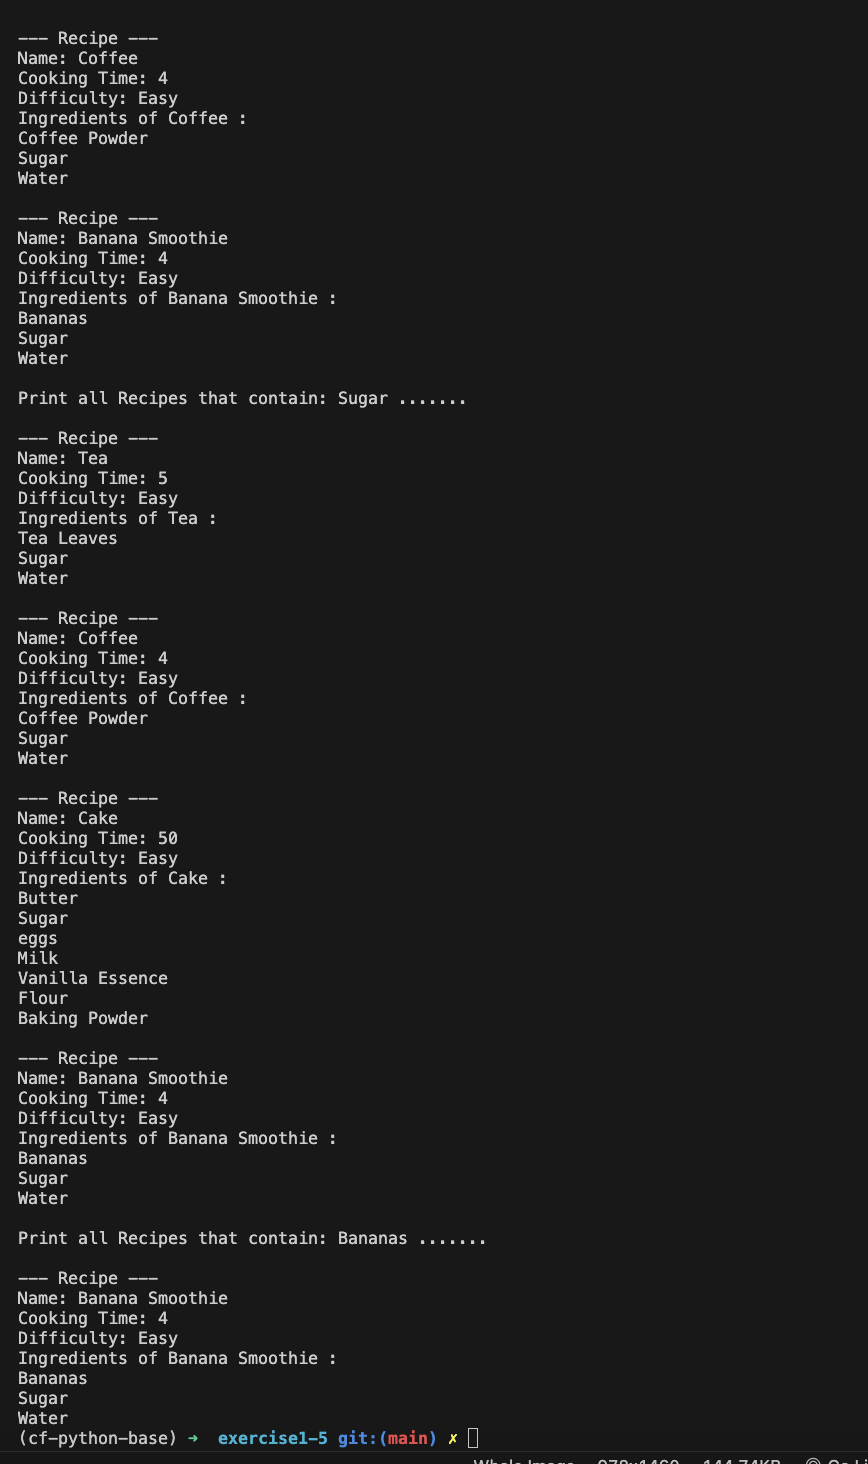 --- Recipe ---
Name: Coffee
Cooking Time: 4
Difficulty: Easy
Ingredients of Coffee :
Coffee Powder
Sugar
Water
--- Recipe ---
Name: Banana Smoothie
Cooking Time: 4
Difficulty: Easy
Ingredients of Banana Smoothie :
Bananas
Sugar
Water
Print all Recipes that contain: Sugar .......
--- Recipe ---
Name: Tea
Cooking Time: 5
Difficulty: Easy
Ingredients of Tea :
Tea Leaves
Sugar
Water
--- Recipe ---
Name: Coffee
Cooking Time: 4
Difficulty: Easy
Ingredients of Coffee :
Coffee Powder
Sugar
Water
--- Recipe ---
Name: Cake
Cooking Time: 50
Difficulty: Easy
Ingredients of Cake :
Butter
Sugar
eggs
Milk
Vanilla Essence
Flour
Baking Powder
--- Recipe ---
Name: Banana Smoothie
Cooking Time: 4
Difficulty: Easy
Ingredients of Banana Smoothie :
Bananas
Sugar
Water
Print all Recipes that contain: Bananas .......
--- Recipe ---
Name: Banana Smoothie
Cooking Time: 4
Difficulty: Easy
Ingredients of Banana Smoothie :
Bananas
Sugar
Water
(cf-python-base) ➜ exercise1-5 git:(main) ✗